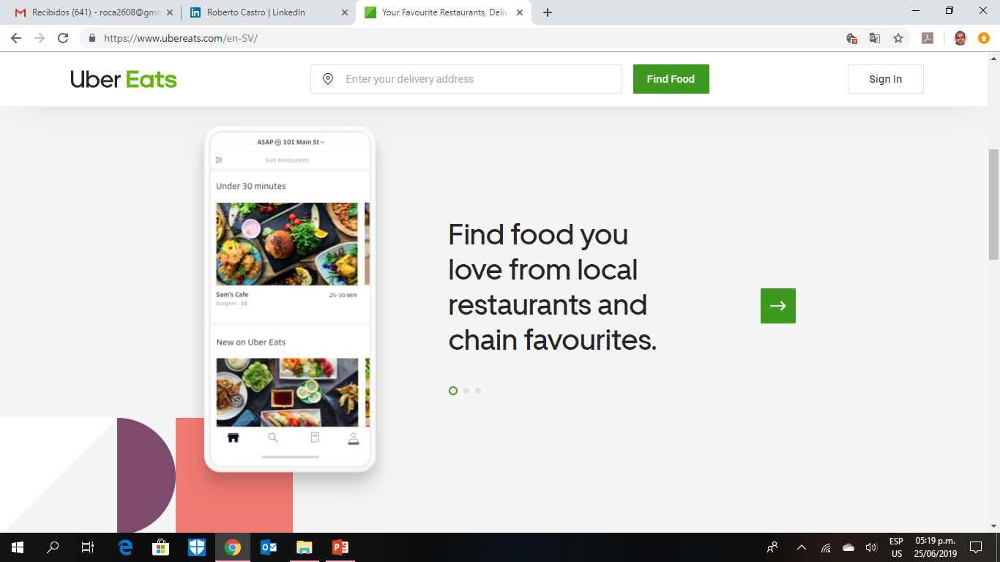 Recibidos (641) - roca2608@gma
Roberto Castro | LinkedIn
Your Favourite Restaurants, Deliv
https://www.ubereats.com/en-SV/
Uber Eats
Enter your delivery address
Find Food
Sign In
ASAP 101 Main St
Sort Restaurants
Under 30 minutes
Sam's Cafe
25-30 MIN
Burgers · $$
New on Uber Eats
Find food you
love from local
restaurants and
chain favourites.
ESP
US
05:19 p.m.
25/06/2019